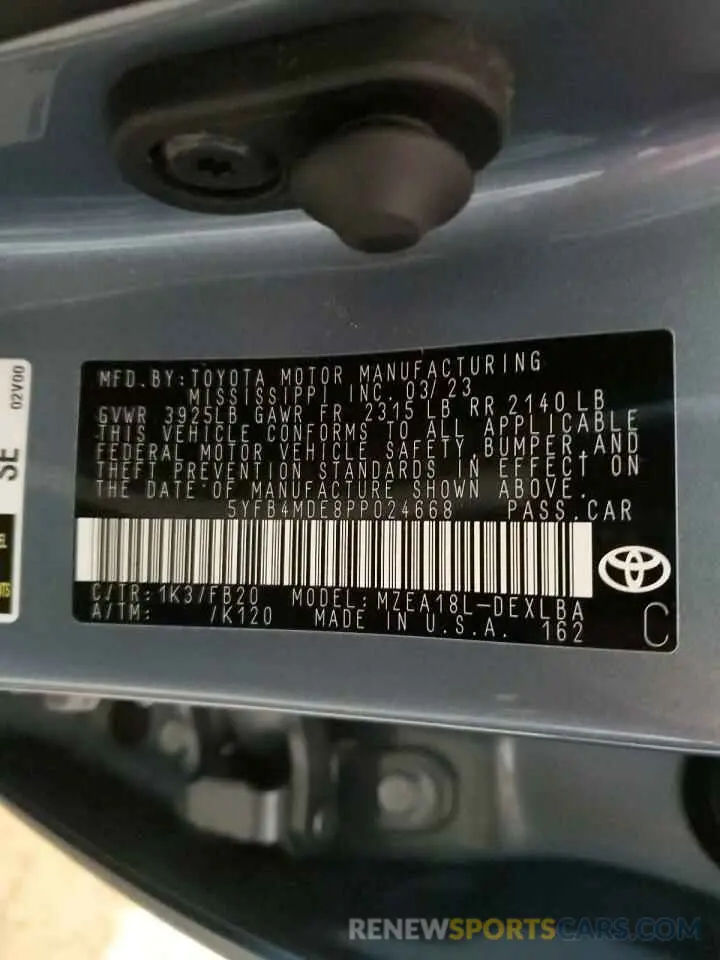 MFD. BY: TOYOTA MOTOR MANUFACTURING
MISSISSIPPI INC. 03/23
GVWR 3925LB GAWR FR 2315 LB RR 2140 LB
THIS VEHICLE CONFORMS TO ALL APPLICABLE
FEDERAL MOTOR VEHICLE SAFETY, BUMPER, AND
THEFT PREVENTION STANDARDS IN EFFECT ON
THE DATE OF MANUFACTURE SHOWN ABOVE.
5YFB4MDE8PP024668 PASS. CAR
C/TR: 1K3/FB20 MODEL: MZEA18L-DEXLBA
A/TM: /K120 MADE IN U.S.A. 162 C
02V00
SE
RENEWSPORTSCARS.COM